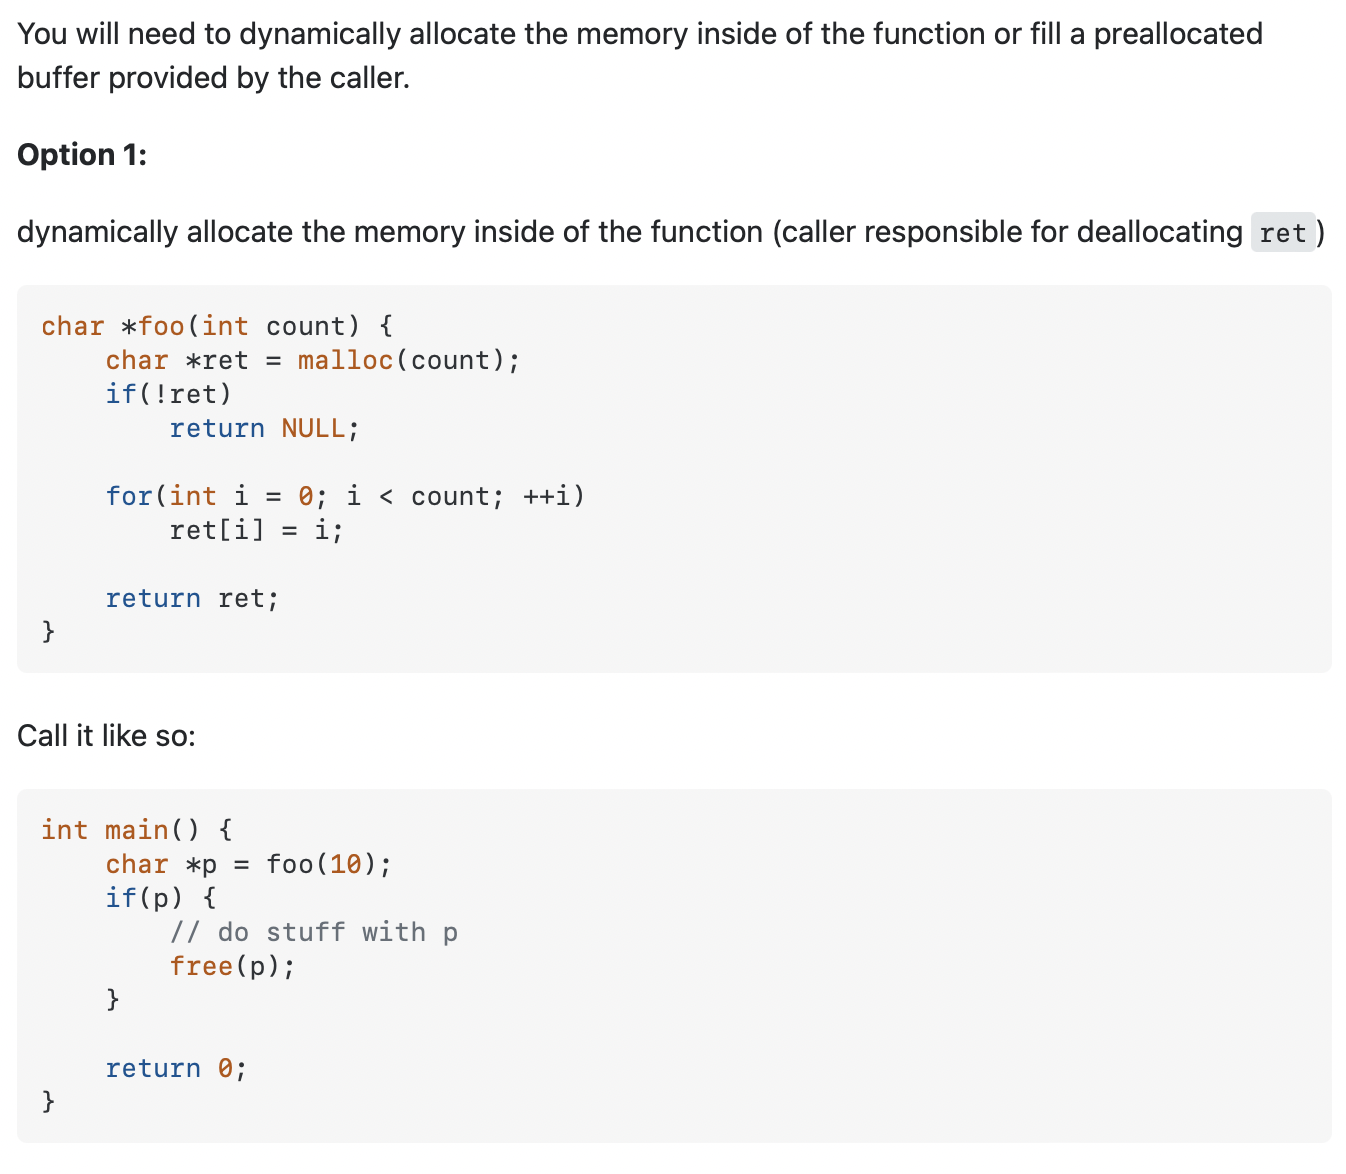 You will need to dynamically allocate the memory inside of the function or fill a preallocated
buffer provided by the caller.
Option 1:
dynamically allocate the memory inside of the function (caller responsible for deallocating ret)
char *foo(int count) {
    char *ret = malloc(count);
    if(!ret)
        return NULL;

    for(int i = 0; i < count; ++i)
        ret[i] = i;

    return ret;
}
Call it like so:
int main() {
    char *p = foo(10);
    if(p) {
        // do stuff with p
        free(p);
    }

    return 0;
}